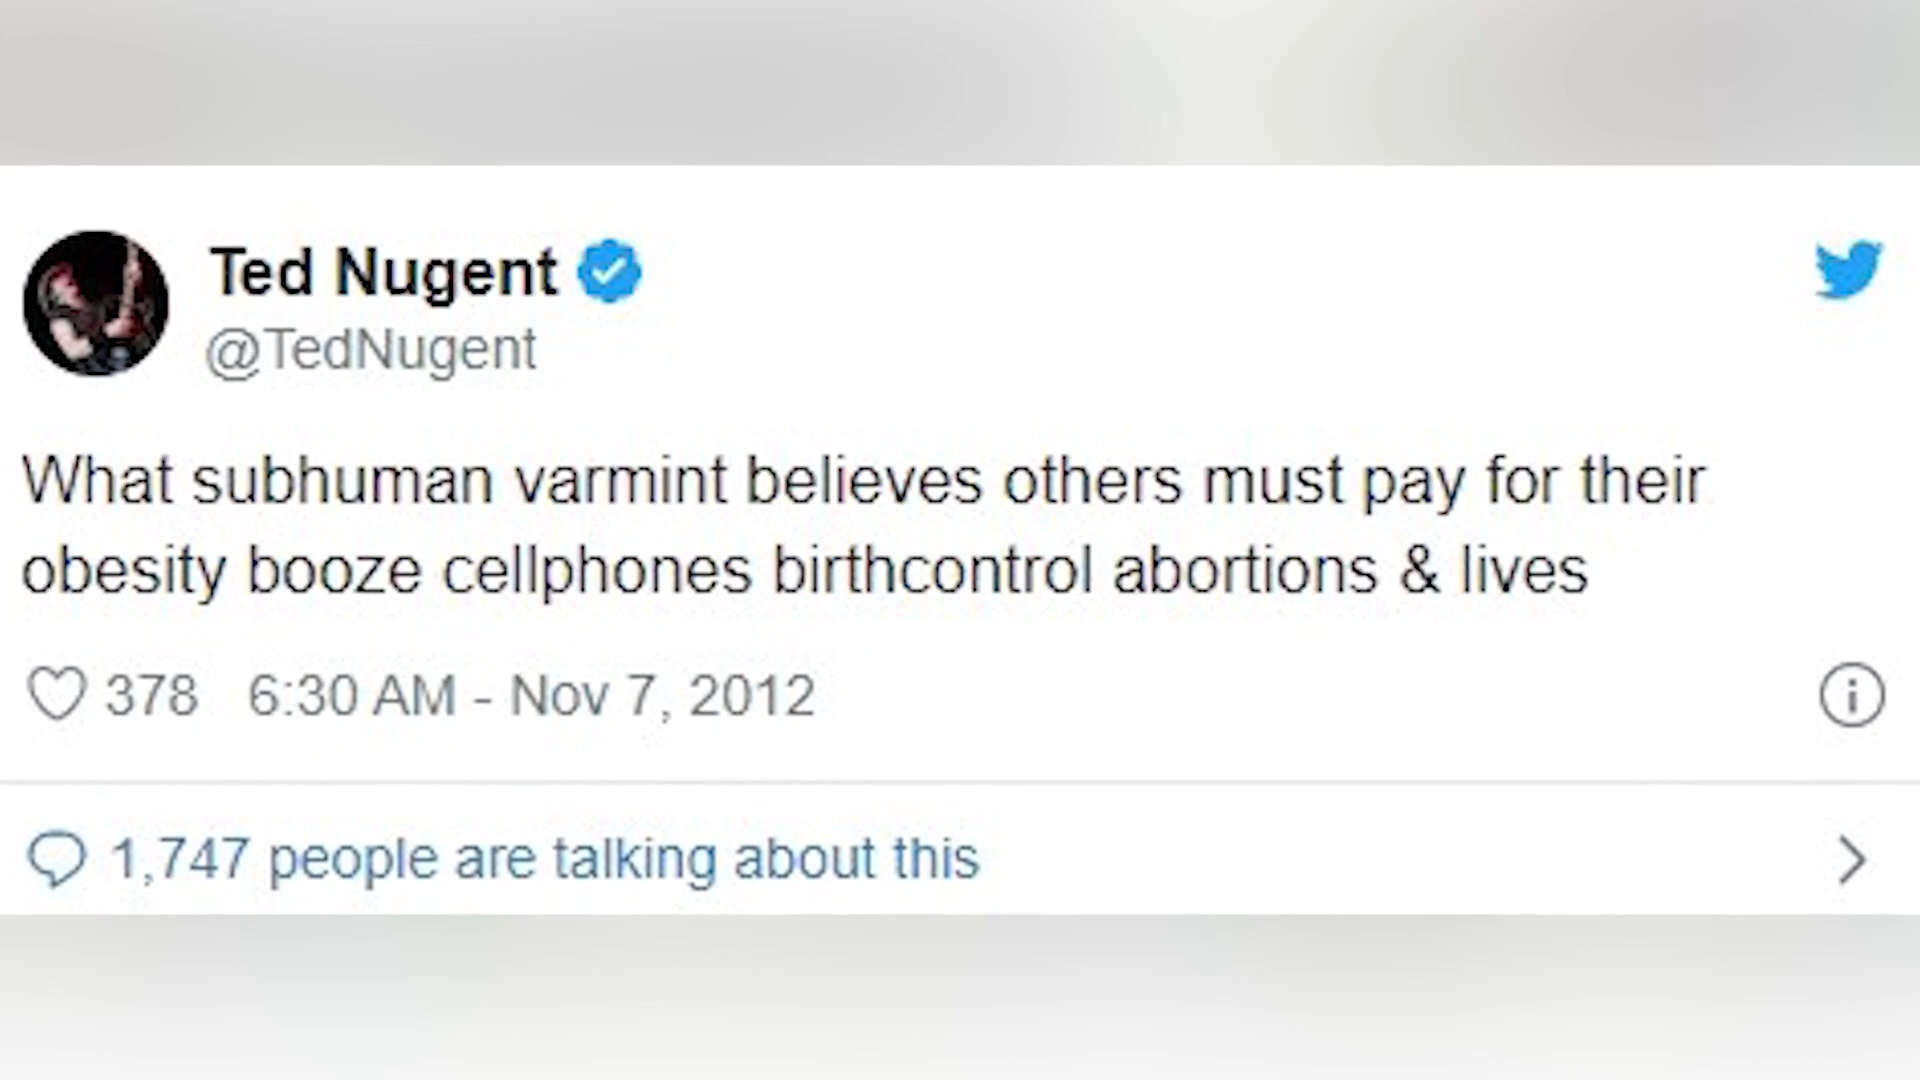 Ted Nugent
@TedNugent
What subhuman varmint believes others must pay for their
obesity booze cellphones birthcontrol abortions & lives
378 6:30 AM - Nov 7, 2012
1,747 people are talking about this